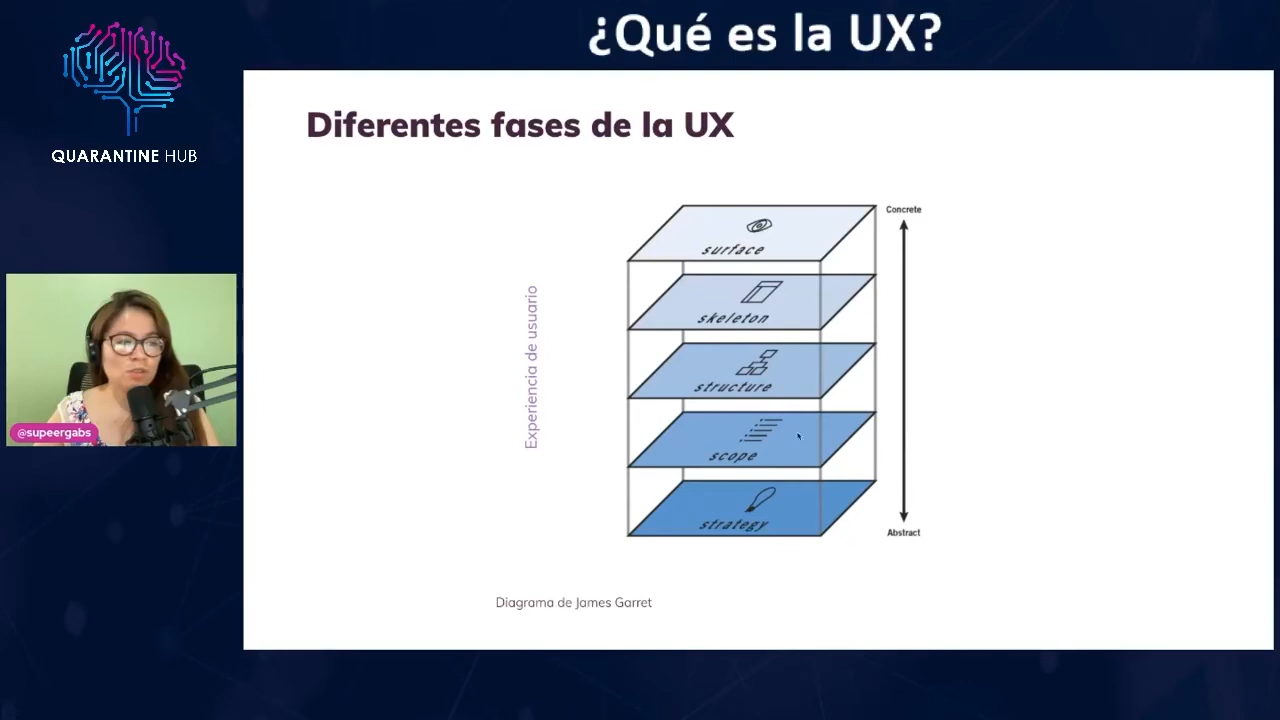 ¿Qué es la UX?
QUARANTINE HUB
Diferentes fases de la UX
Concrete
surface
skeleton
Experiencia de usuario
structure
scope
strategy
Abstract
@supeergabs
Diagrama de James Garret